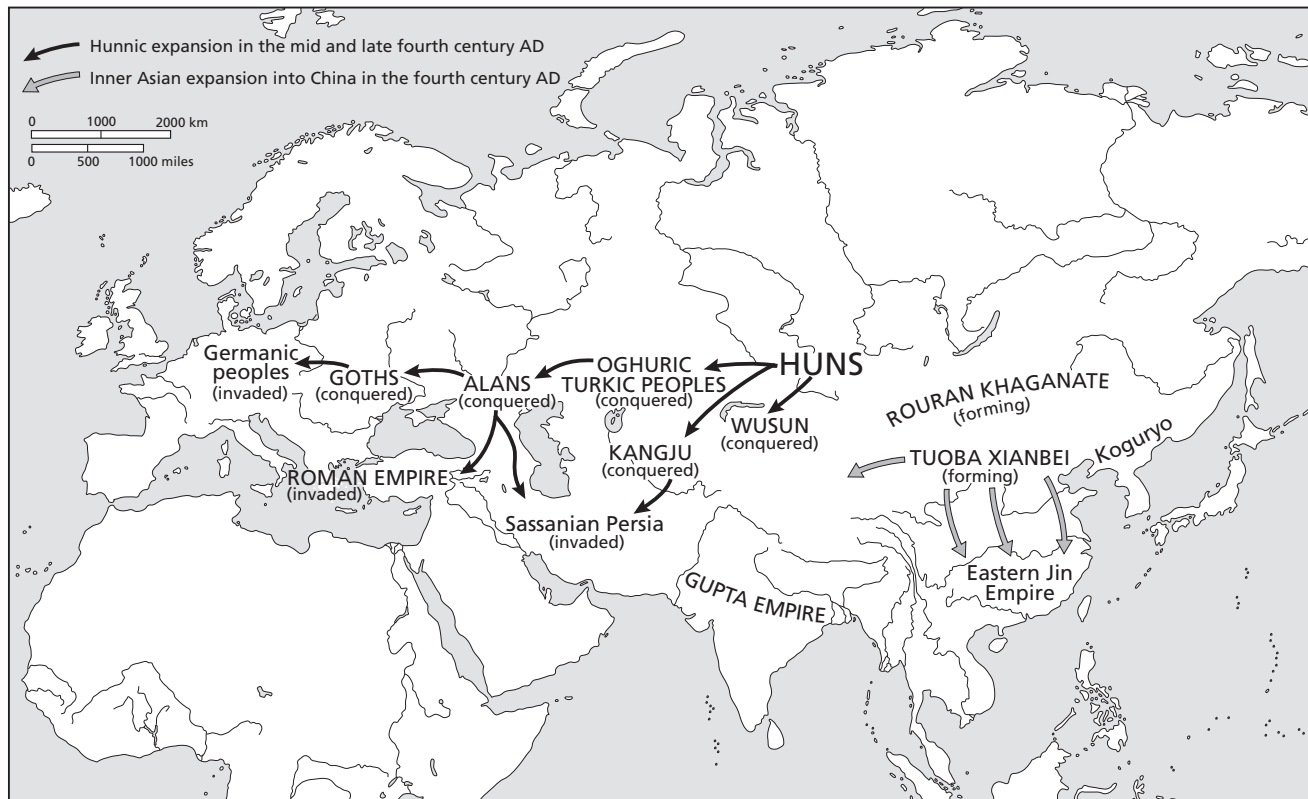 Hunnic expansion in the mid and late fourth century AD
Inner Asian expansion into China in the fourth century AD
0 1000 2000 km
0 500 1000 miles
HUNS
OGHURIC
TURKIC PEOPLES
(conquered)
Germanic
peoples
(invaded)
GOTHS
(conquered)
ALANS
(conquered)
WUSUN
(conquered)
KANGJU
(conquered)
ROURAN KHAGANATE
(forming)
Koguryo
TUOBA XIANBEI
(forming)
ROMAN EMPIRE
(invaded)
Sassanian Persia
(invaded)
GUPTA EMPIRE
Eastern Jin
Empire